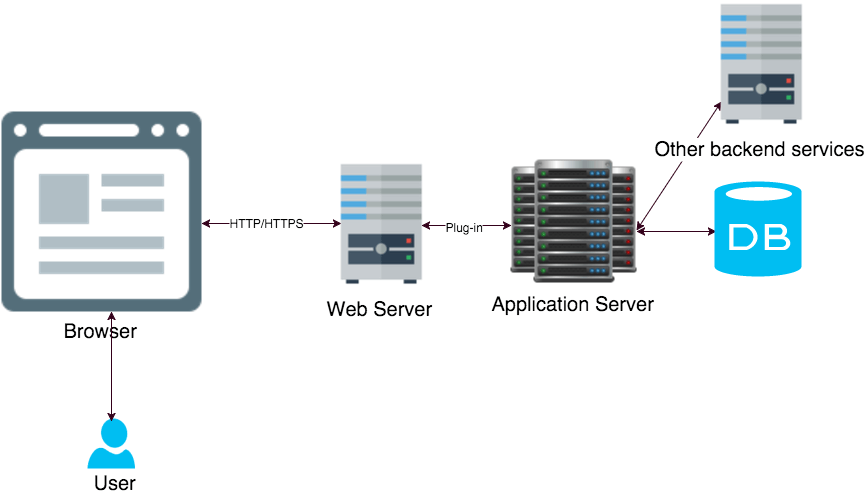 Other backend services
HTTP/HTTPS
Plug-in
DB
Web Server
Application Server
Browser
User